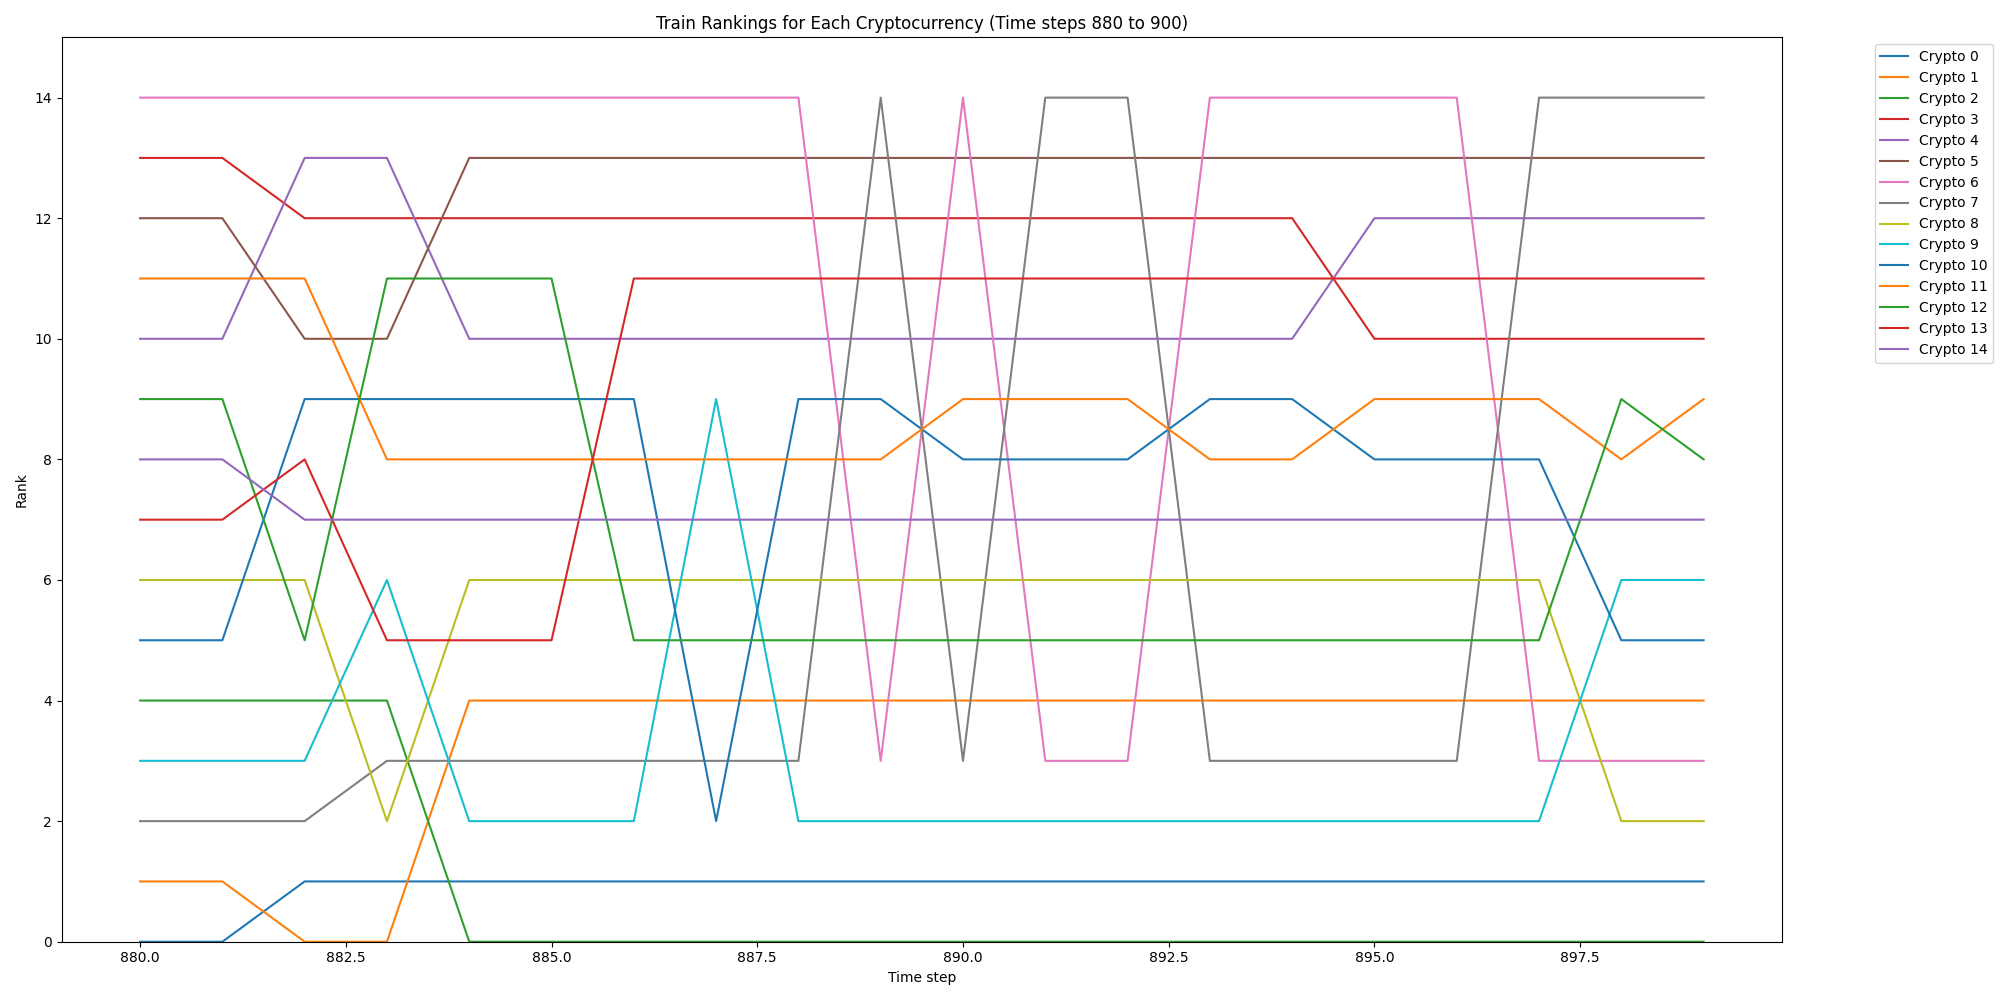 Train Rankings for Each Cryptocurrency (Time steps 880 to 900)
Rank
14
12
10
8
6
4
2
0
880.0 882.5 885.0 887.5 890.0 892.5 895.0 897.5
Time step
Crypto 0
Crypto 1
Crypto 2
Crypto 3
Crypto 4
Crypto 5
Crypto 6
Crypto 7
Crypto 8
Crypto 9
Crypto 10
Crypto 11
Crypto 12
Crypto 13
Crypto 14